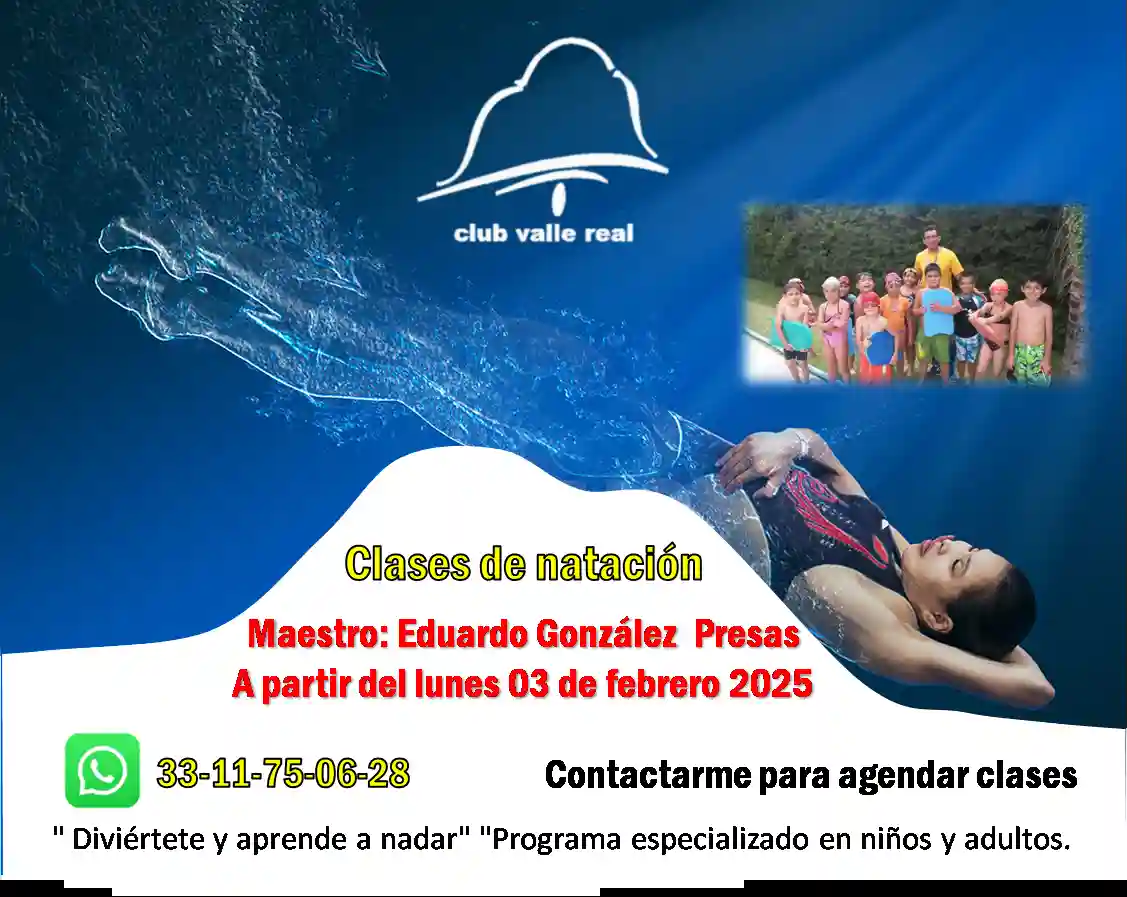 club valle real
Clases de natación
Maestro: Eduardo González Presas
A partir del lunes 03 de febrero 2025
33-11-75-06-28
Contactarme para agendar clases
" Diviértete y aprende a nadar" "Programa especializado en niños y adultos.